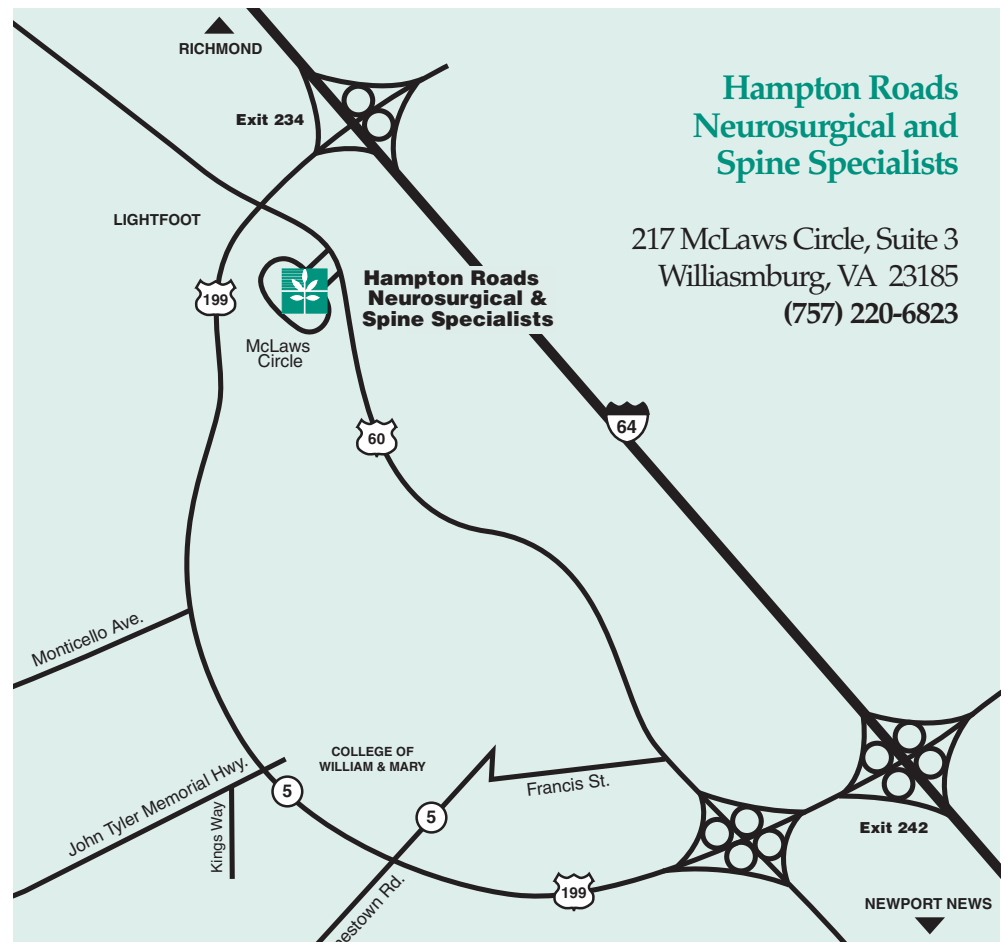 RICHMOND
Exit 234
Hampton Roads
Neurosurgical and
Spine Specialists
217 McLaws Circle, Suite 3
Williasmburg, VA  23185
(757) 220-6823
LIGHTFOOT
199
Hampton Roads
Neurosurgical &
Spine Specialists
McLaws
Circle
60
64
Monticello Ave.
John Tyler Memorial Hwy.
Kings Way
5
COLLEGE OF
WILLIAM & MARY
5
Francis St.
estown Rd.
199
Exit 242
NEWPORT NEWS